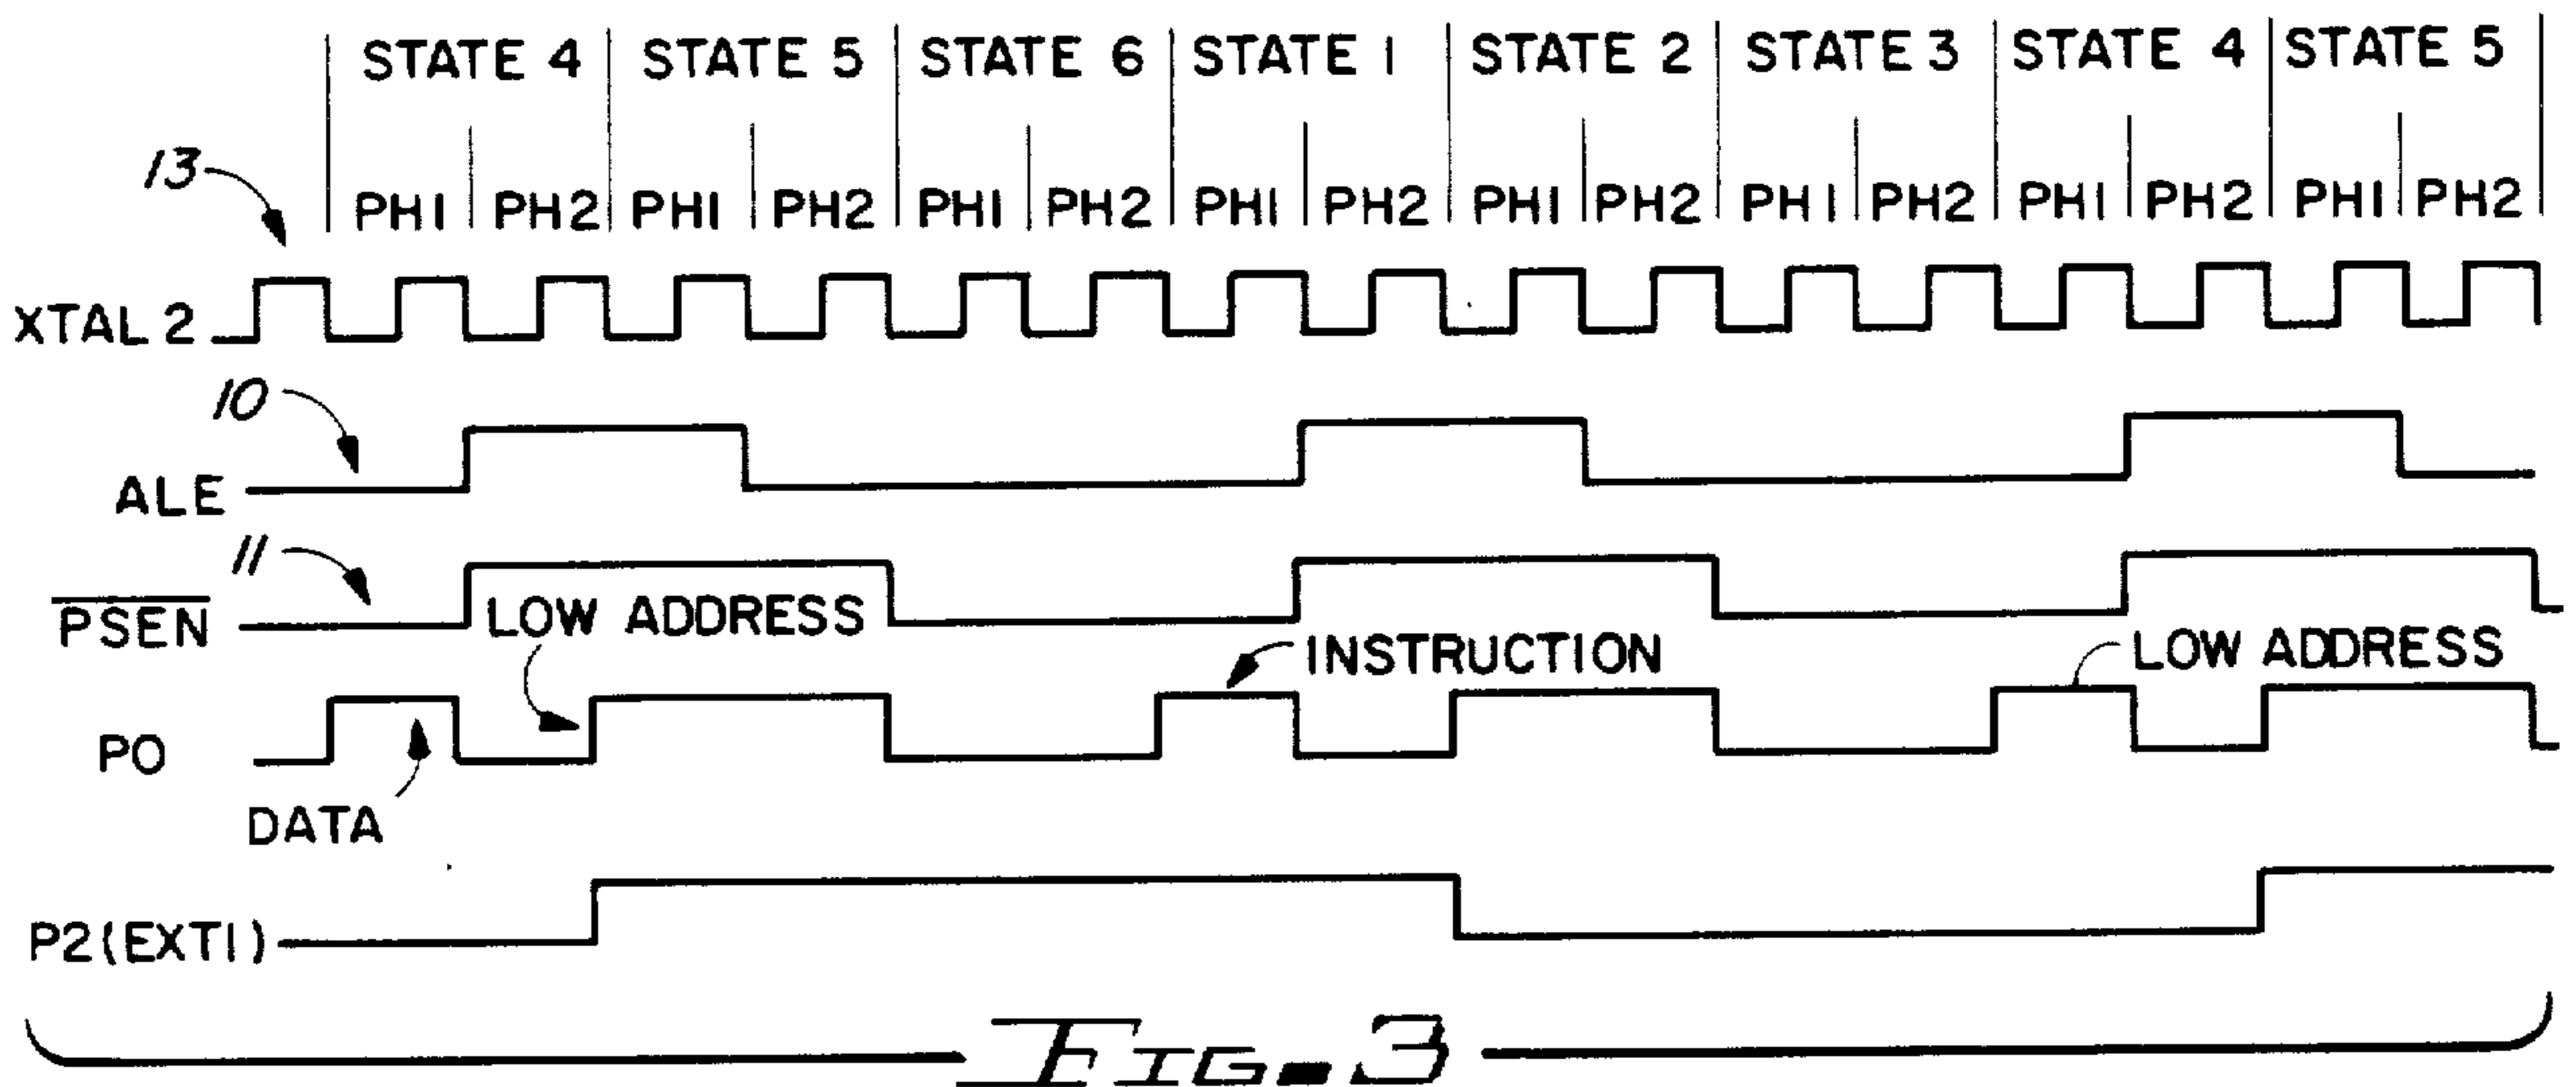 STATE 4 STATE 5 STATE 6 STATE 1 STATE 2 STATE 3 STATE 4 STATE 5
PH1 PH2 PH1 PH2 PH1 PH2 PH1 PH2 PH1 PH2 PH1 PH2 PH1 PH2 PH1 PH2
13
XTAL 2
10
ALE
11
PSEN
LOW ADDRESS
INSTRUCTION
LOW ADDRESS
PO
DATA
P2(EXT1)
FIG. 3